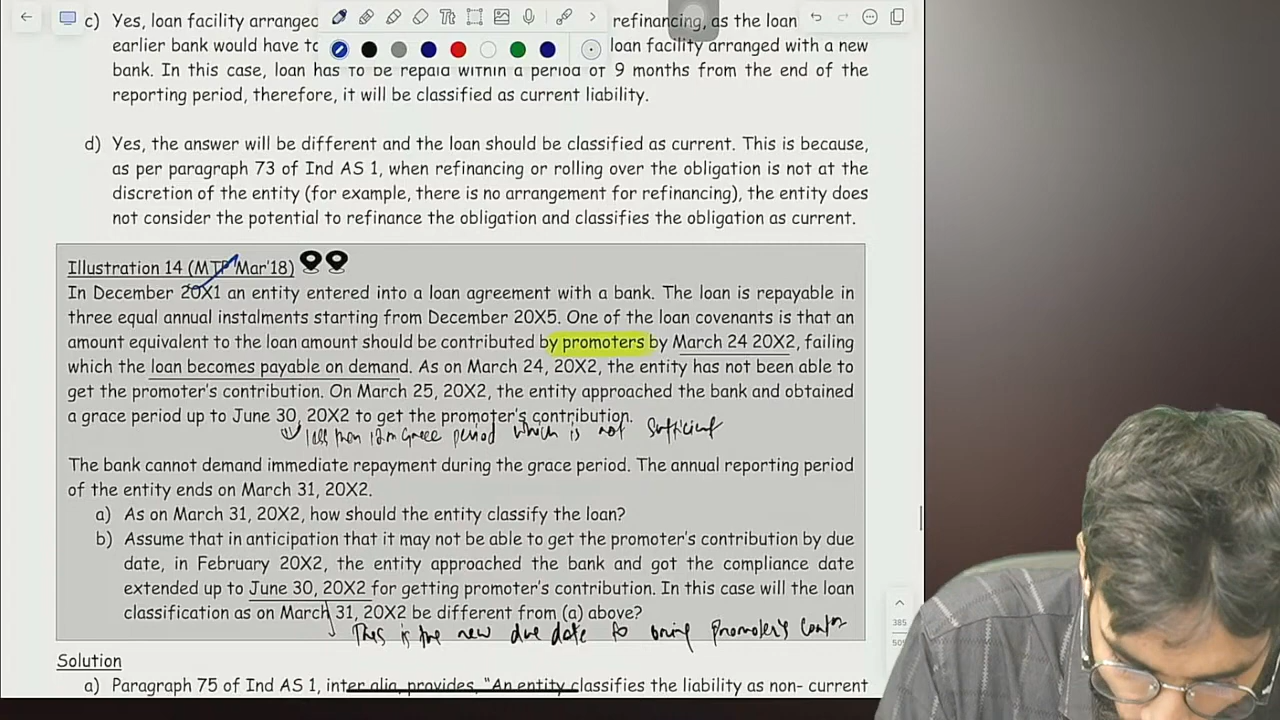 c) Yes, loan facility arranged refinancing, as the loan
earlier bank would have to loan facility arranged with a new
bank. In this case, loan has to be repaid within a period of 9 months from the end of the
reporting period, therefore, it will be classified as current liability.
d) Yes, the answer will be different and the loan should be classified as current. This is because,
as per paragraph 73 of Ind AS 1, when refinancing or rolling over the obligation is not at the
discretion of the entity (for example, there is no arrangement for refinancing), the entity does
not consider the potential to refinance the obligation and classifies the obligation as current.
Illustration 14 (MTP Mar'18)
In December 20X1 an entity entered into a loan agreement with a bank. The loan is repayable in
three equal annual instalments starting from December 20X5. One of the loan covenants is that an
amount equivalent to the loan amount should be contributed by promoters by March 24 20X2, failing
which the loan becomes payable on demand. As on March 24, 20X2, the entity has not been able to
get the promoter's contribution. On March 25, 20X2, the entity approached the bank and obtained
a grace period up to June 30, 20X2 to get the promoter's contribution.
less than 12m Grace period which is not sufficient
The bank cannot demand immediate repayment during the grace period. The annual reporting period
of the entity ends on March 31, 20X2.
a) As on March 31, 20X2, how should the entity classify the loan?
b) Assume that in anticipation that it may not be able to get the promoter's contribution by due
date, in February 20X2, the entity approached the bank and got the compliance date
extended up to June 30, 20X2 for getting promoter's contribution. In this case will the loan
classification as on March 31, 20X2 be different from (a) above?
This is the new due date to bring promoter's
385
Solution
a) Paragraph 75 of Ind AS 1, inter alia, provides, "An entity classifies the liability as non- current